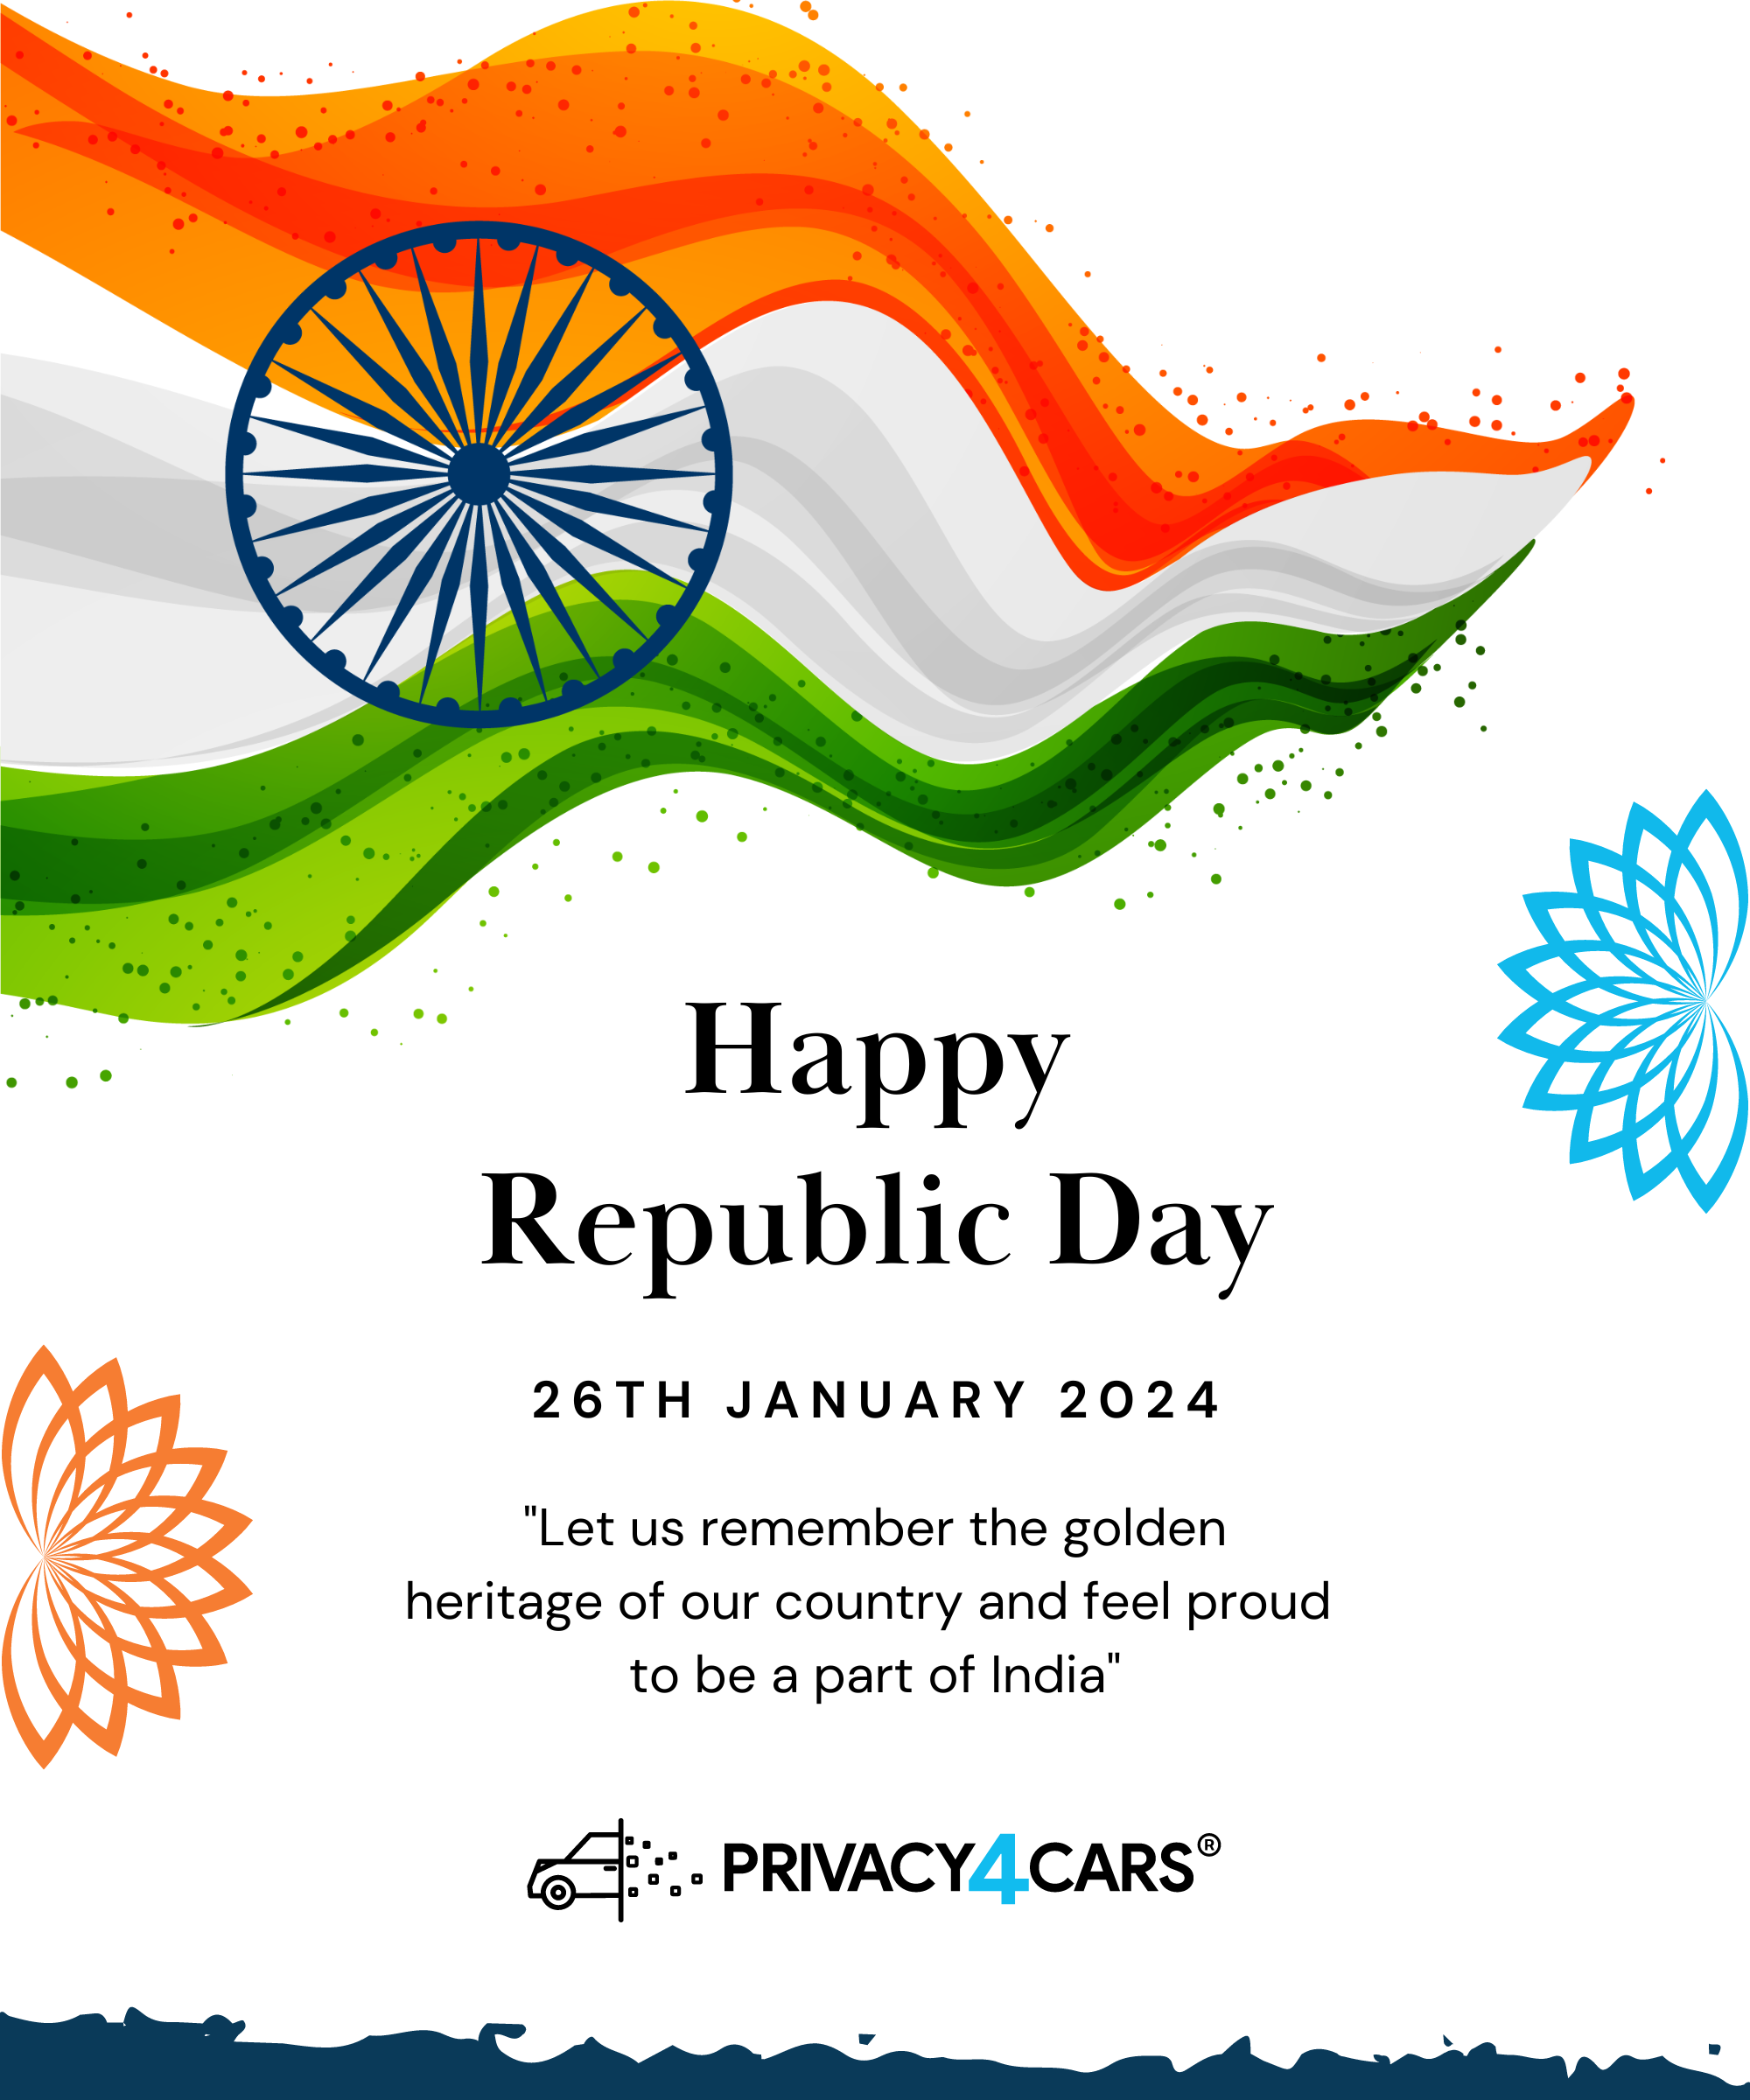 Happy
Republic Day
26TH JANUARY 2024
"Let us remember the golden
heritage of our country and feel proud
to be a part of India"
PRIVACY4CARS®